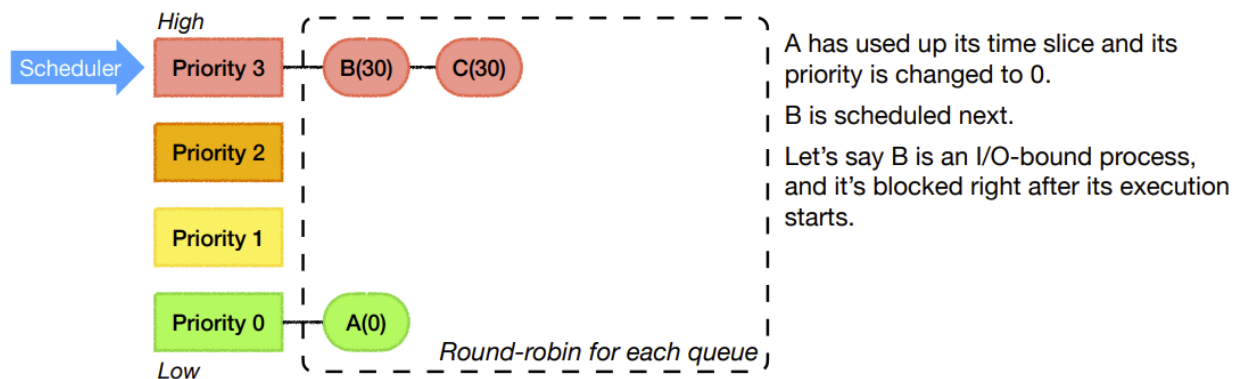 High
Scheduler
Priority 3
B(30)
C(30)
Priority 2
Priority 1
Priority 0
A(0)
Low
Round-robin for each queue
A has used up its time slice and its
priority is changed to 0.
B is scheduled next.
Let's say B is an I/O-bound process,
and it's blocked right after its execution
starts.